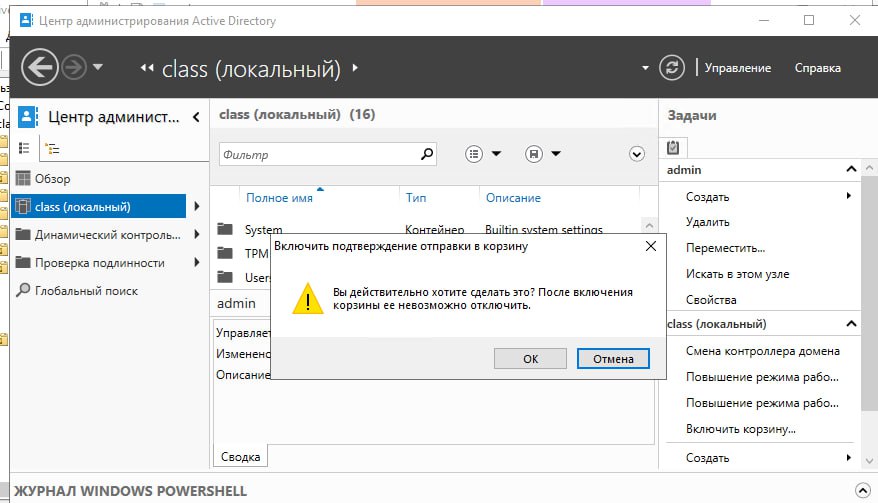 Центр администрирования Active Directory
class (локальный)
Управление
Справка
Центр админист...
Обзор
class (локальный)
Динамический контроль...
Проверка подлинности
Глобальный поиск
class (локальный) (16)
Фильтр
Полное имя Тип Описание
System Контейнер Builtin system settings
TPM
Users
admin
Управляет
Изменено
Описание
Сводка
Включить подтверждение отправки в корзину
Вы действительно хотите сделать это? После включения
корзины ее невозможно отключить.
ОК
Отмена
Задачи
admin
Создать
Удалить
Переместить...
Искать в этом узле
Свойства
class (локальный)
Смена контроллера домена
Повышение режима рабо...
Повышение режима рабо...
Включить корзину...
Создать
ЖУРНАЛ WINDOWS POWERSHELL